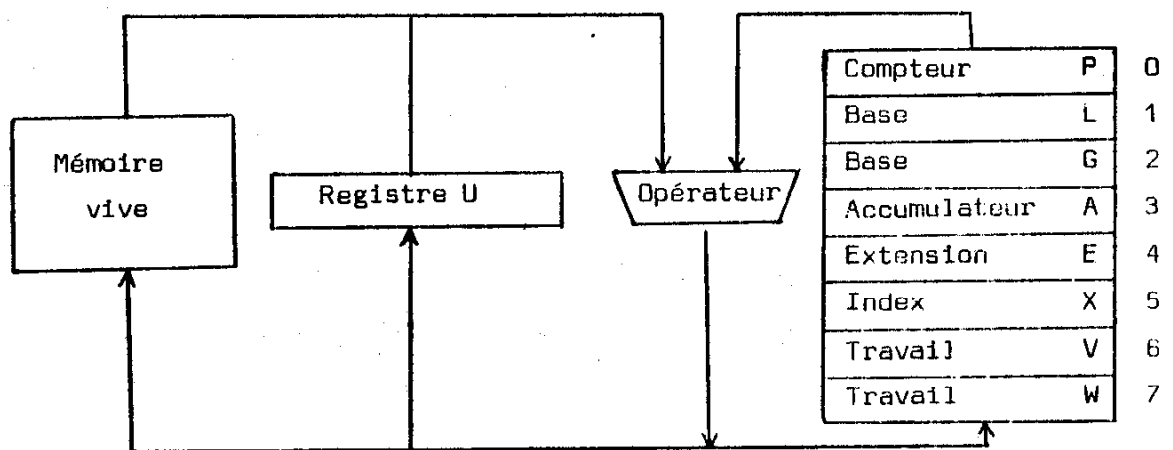 Mémoire
vive
Registre U
Opérateur
Compteur P 0
Base L 1
Base G 2
Accumulateur A 3
Extension E 4
Index X 5
Travail V 6
Travail W 7